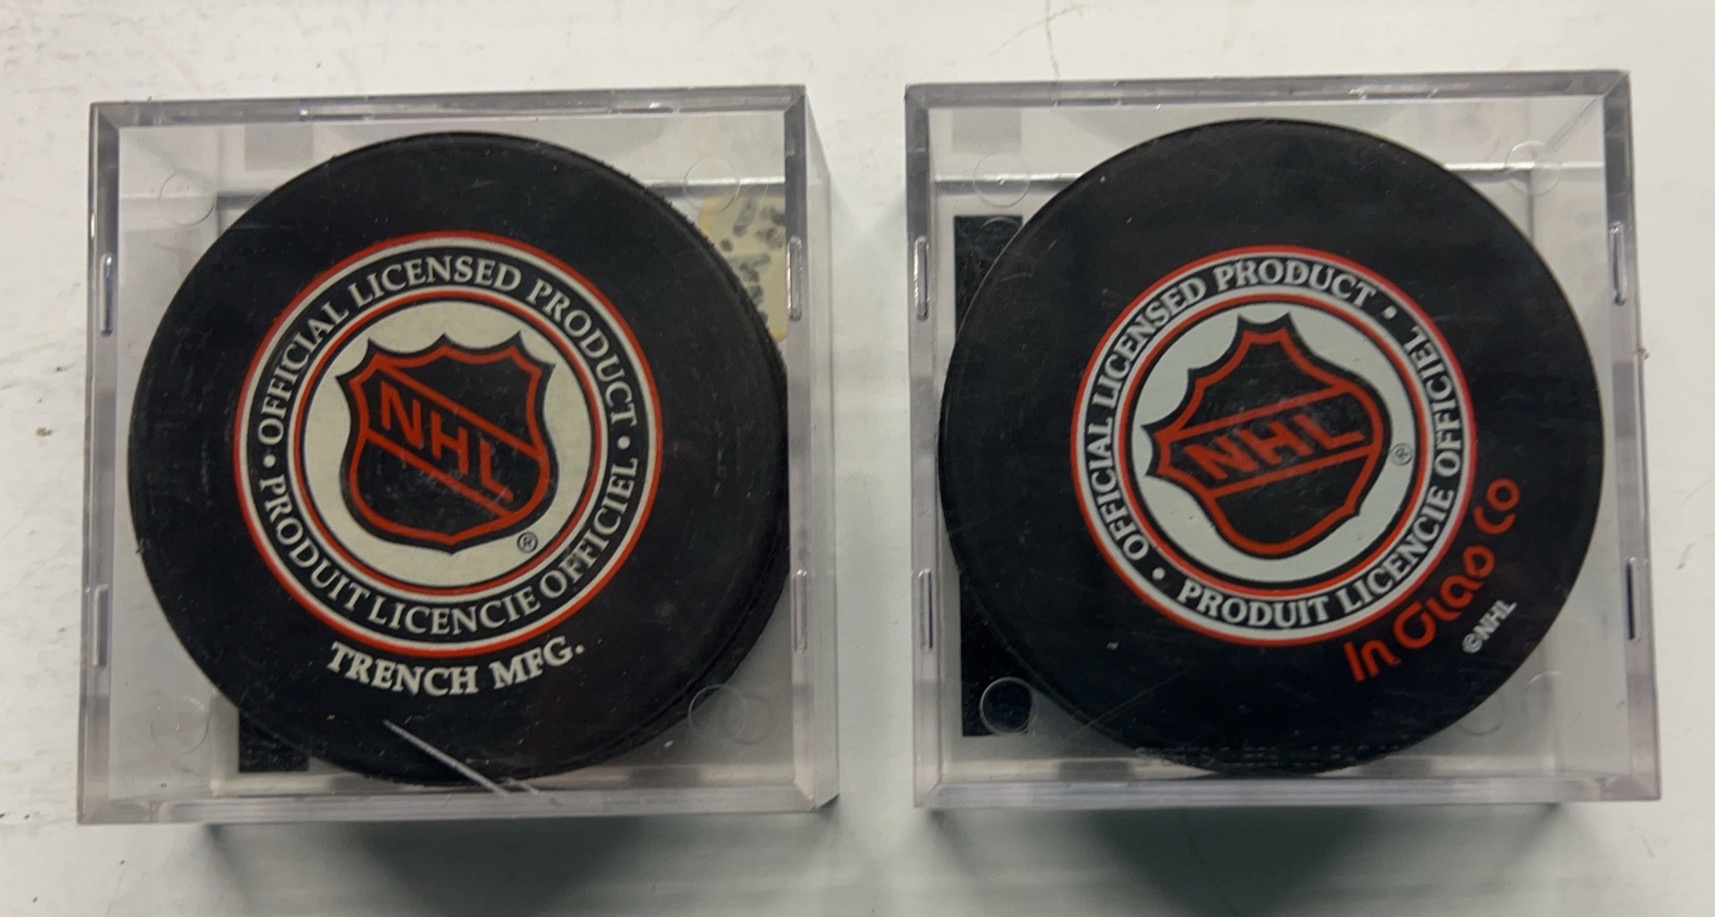 OFFICIAL LICENSED PRODUCT •
PRODUIT LICENCIE OFFICIEL •
NHL
®
TRENCH MFG.
OFFICIAL LICENSED PRODUCT •
PRODUIT LICENCIE OFFICIEL •
NHL
®
In Glas Co
©NHL